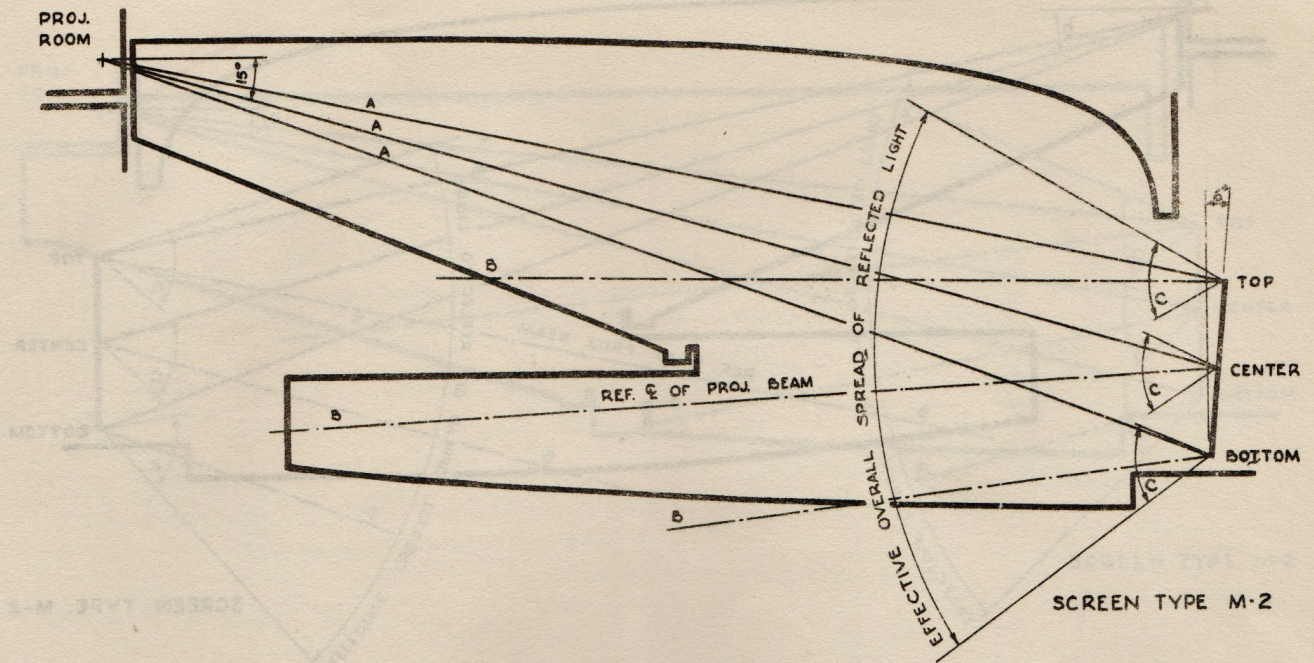 PROJ.
ROOM
15°
A
A
A
B
TOP
C
CENTER
C
REF. ℄ OF PROJ. BEAM
B
BOTTOM
C
B
EFFECTIVE OVERALL SPREAD OF REFLECTED LIGHT
SCREEN TYPE M-2